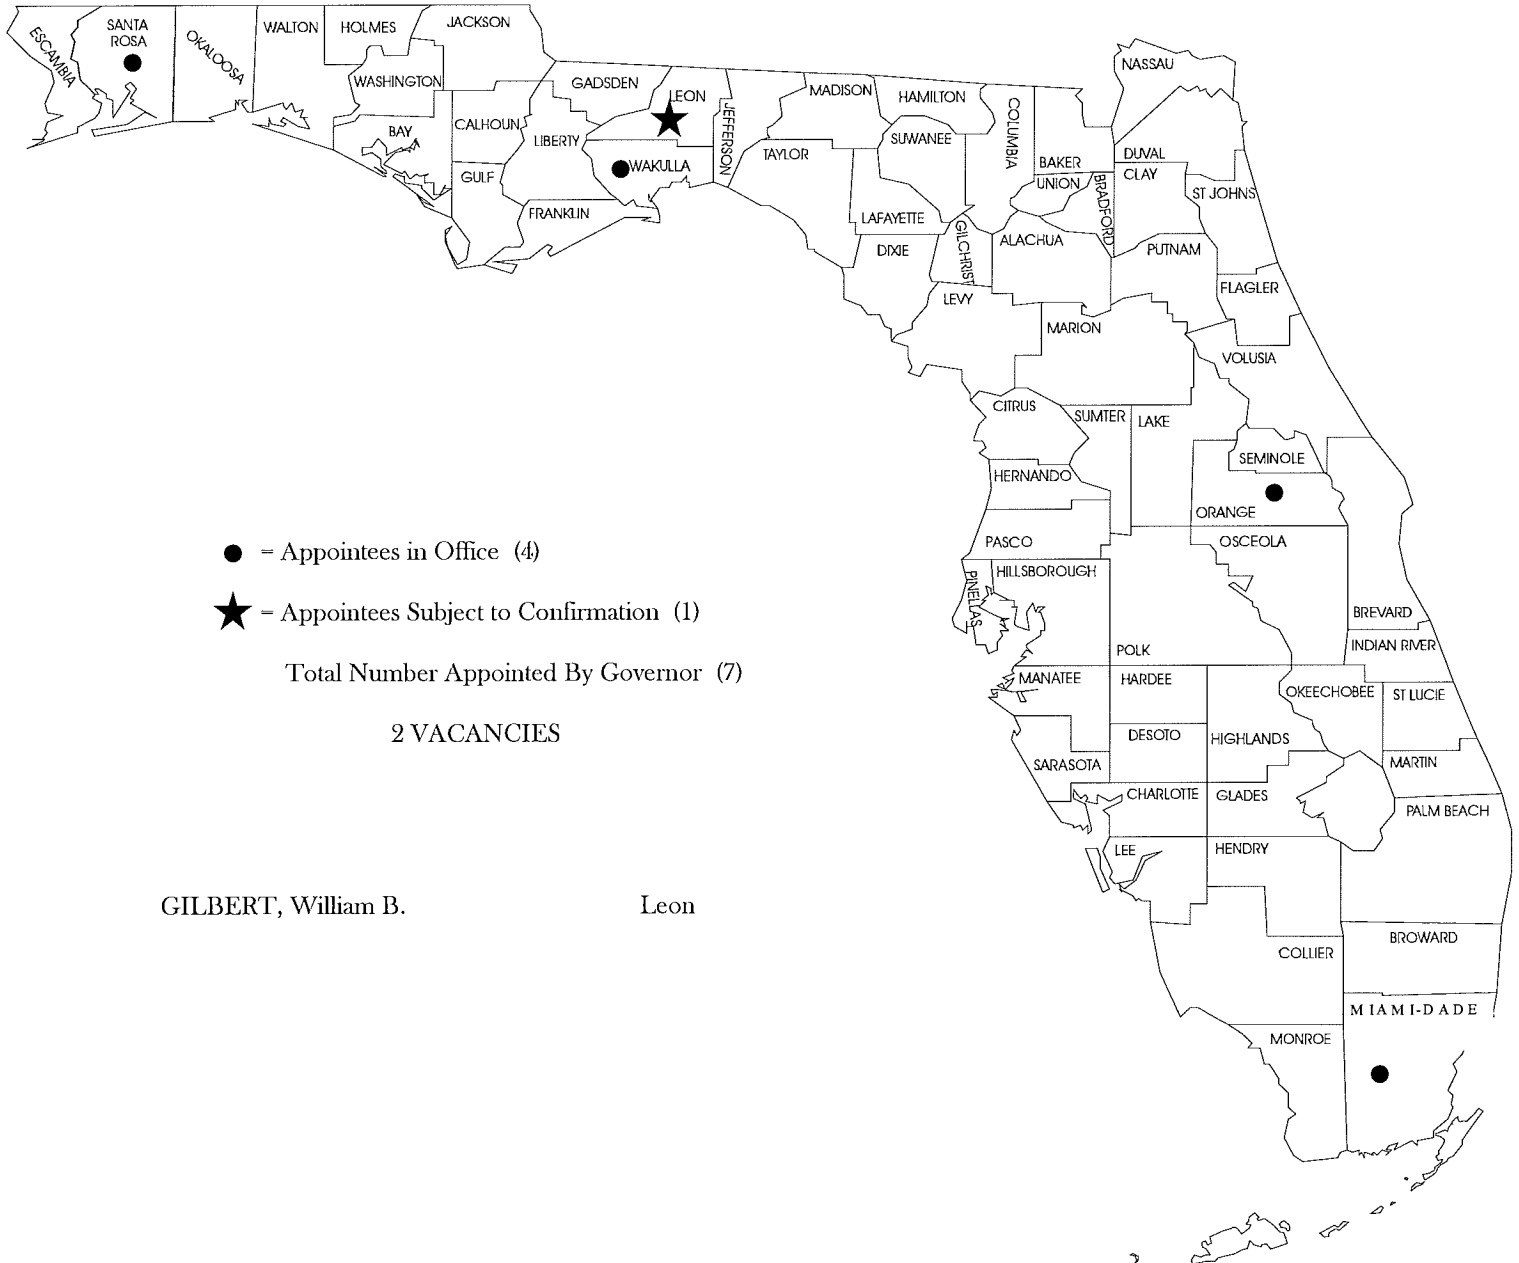 ESCAMBIA
SANTA
ROSA
OKALOOSA
WALTON
HOLMES
JACKSON
WASHINGTON
BAY
CALHOUN
GULF
LIBERTY
GADSDEN
FRANKLIN
LEON
WAKULLA
JEFFERSON
MADISON
TAYLOR
HAMILTON
SUWANEE
LAFAYETTE
DIXIE
COLUMBIA
GILCHRIST
BAKER
UNION
BRADFORD
ALACHUA
LEVY
NASSAU
DUVAL
CLAY
ST JOHNS
PUTNAM
FLAGLER
MARION
VOLUSIA
CITRUS
SUMTER
LAKE
SEMINOLE
HERNANDO
ORANGE
PASCO
OSCEOLA
PINELLAS
HILLSBOROUGH
BREVARD
POLK
INDIAN RIVER
MANATEE
HARDEE
OKEECHOBEE
ST LUCIE
DESOTO
HIGHLANDS
SARASOTA
MARTIN
CHARLOTTE
GLADES
PALM BEACH
LEE
HENDRY
BROWARD
COLLIER
MIAMI-DADE
MONROE
= Appointees in Office (4)
= Appointees Subject to Confirmation (1)
Total Number Appointed By Governor (7)
2 VACANCIES
GILBERT, William B. Leon